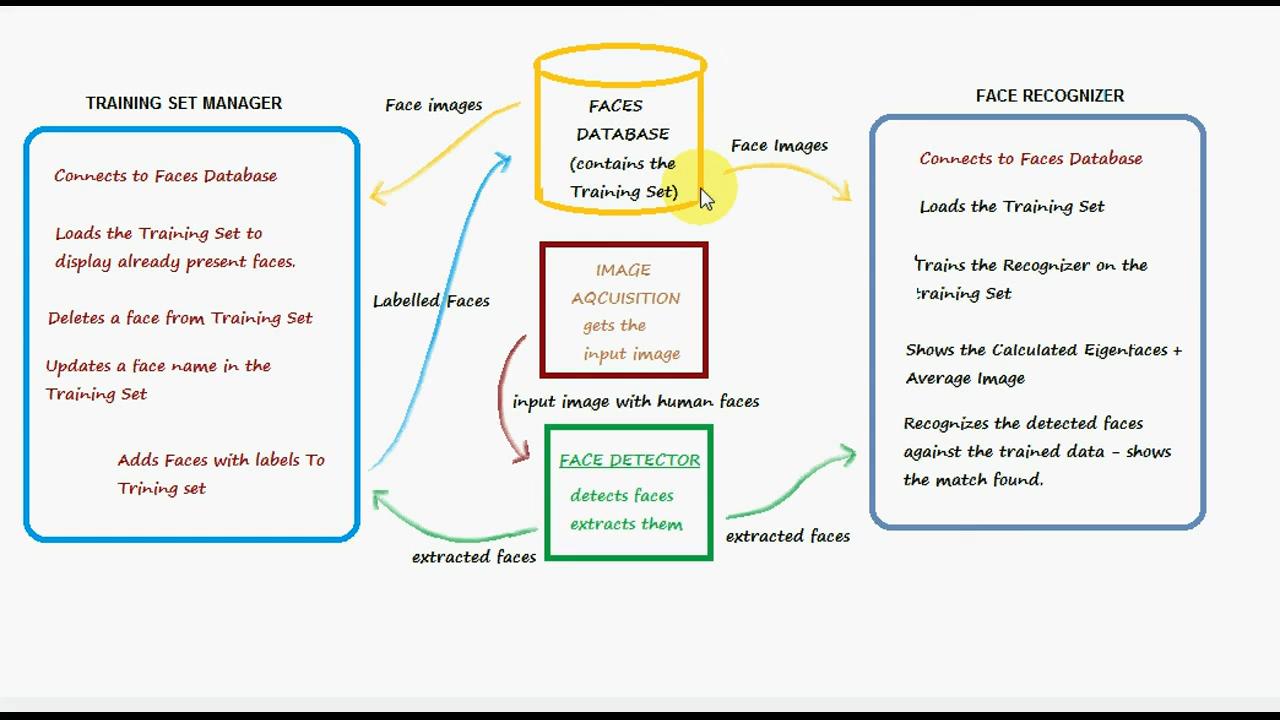 TRAINING SET MANAGER
Connects to Faces Database
Loads the Training Set to
display already present faces.
Deletes a face from Training Set
Updates a face name in the
Training Set
Adds Faces with labels To
Trining set
Face images
Labelled Faces
extracted faces
FACES
DATABASE
(contains the
Training Set)
IMAGE
AQCUISITION
gets the
input image
input image with human faces
FACE DETECTOR
detects faces
extracts them
Face Images
extracted faces
FACE RECOGNIZER
Connects to Faces Database
Loads the Training Set
Trains the Recognizer on the
training Set
Shows the Calculated Eigenfaces +
Average Image
Recognizes the detected faces
against the trained data - shows
the match found.